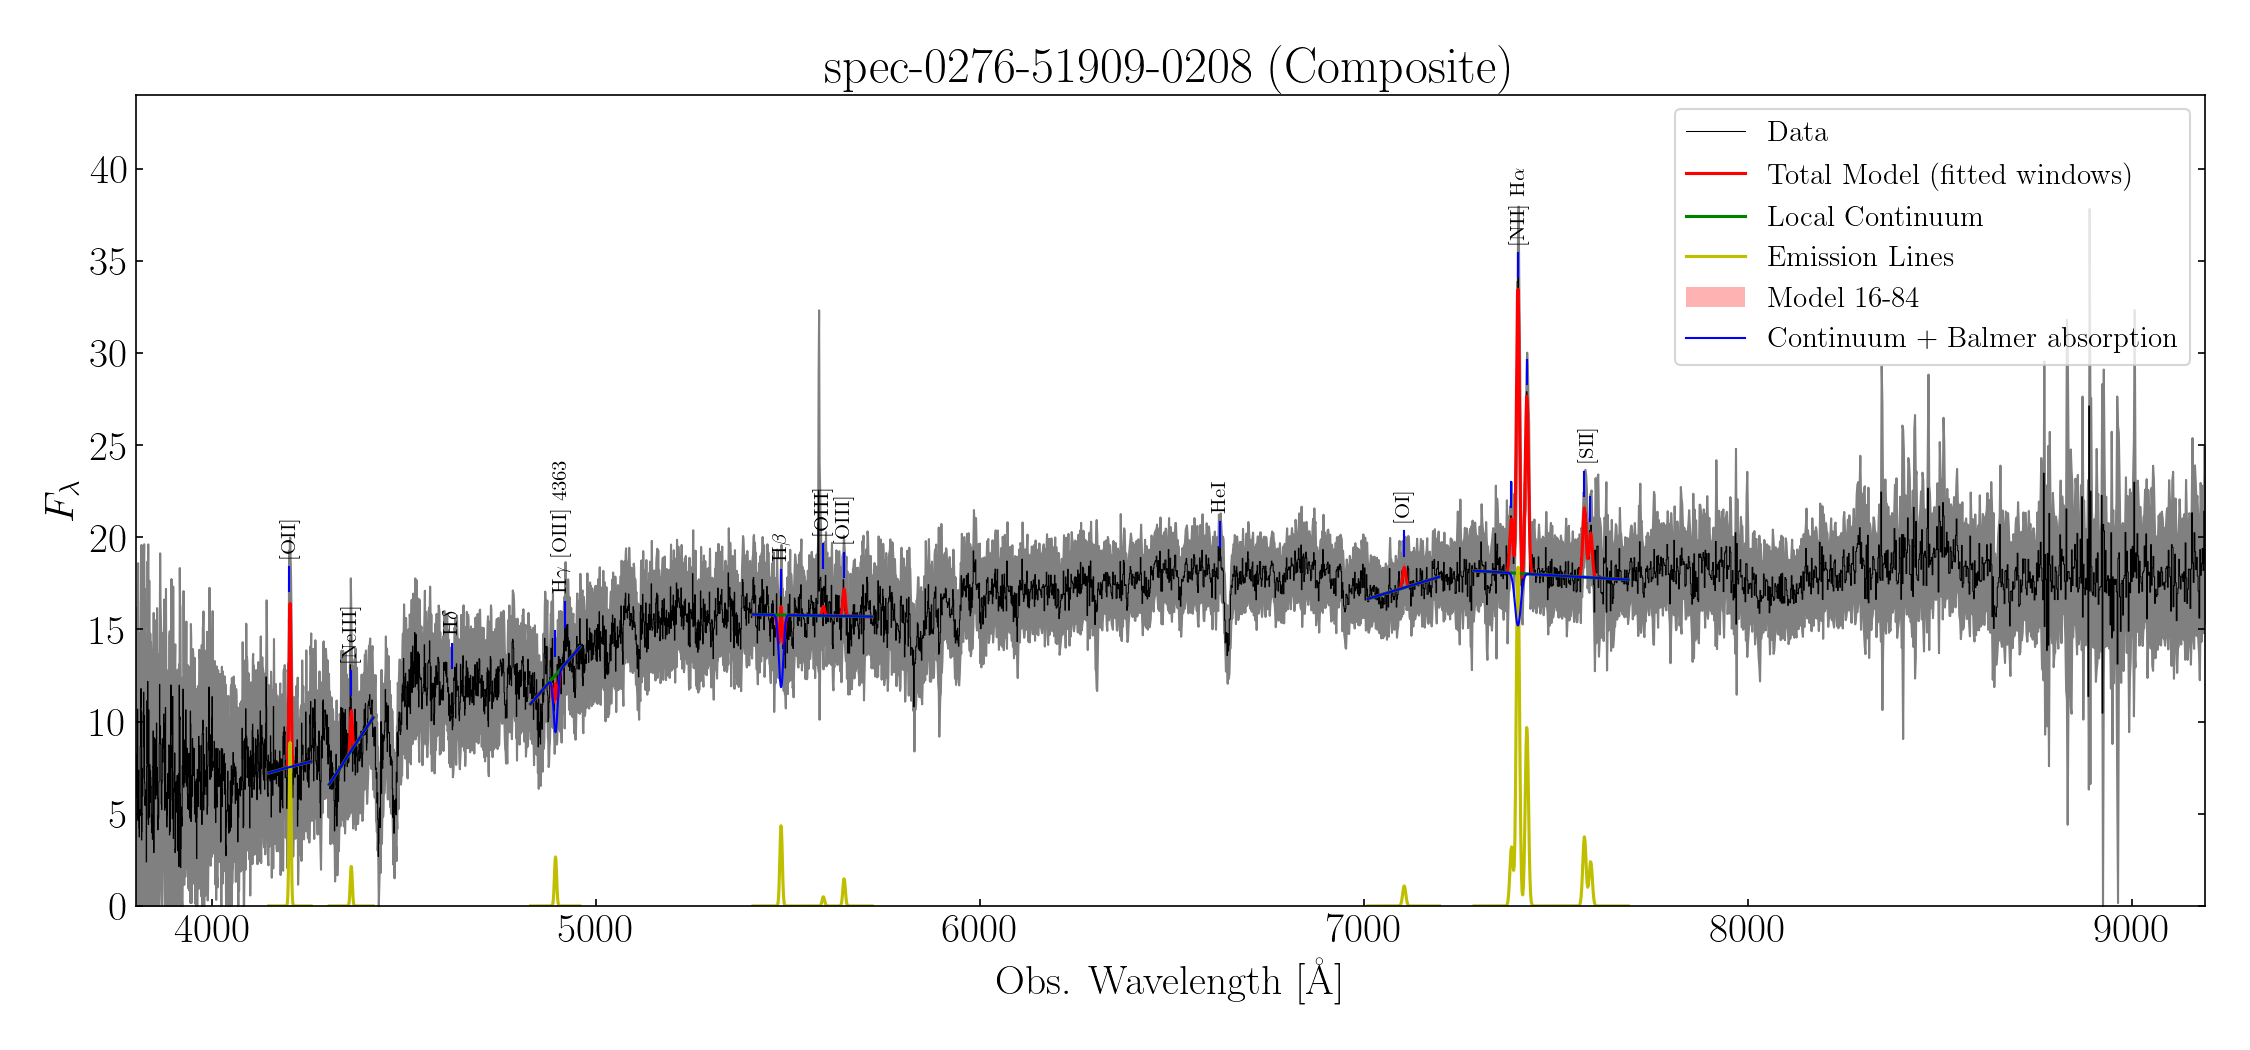 spec-0276-51909-0208 (Composite)
Data
Total Model (fitted windows)
Local Continuum
Emission Lines
Model 16-84
Continuum + Balmer absorption
[OII]
[NeIII]
Hδ
Hγ [OIII] 4363
Hβ
[OIII]
[OIII]
HeI
[OI]
[NII] Hα
[SII]
40
35
30
25
20
15
10
5
0
Fλ
4000 5000 6000 7000 8000 9000
Obs. Wavelength [Å]